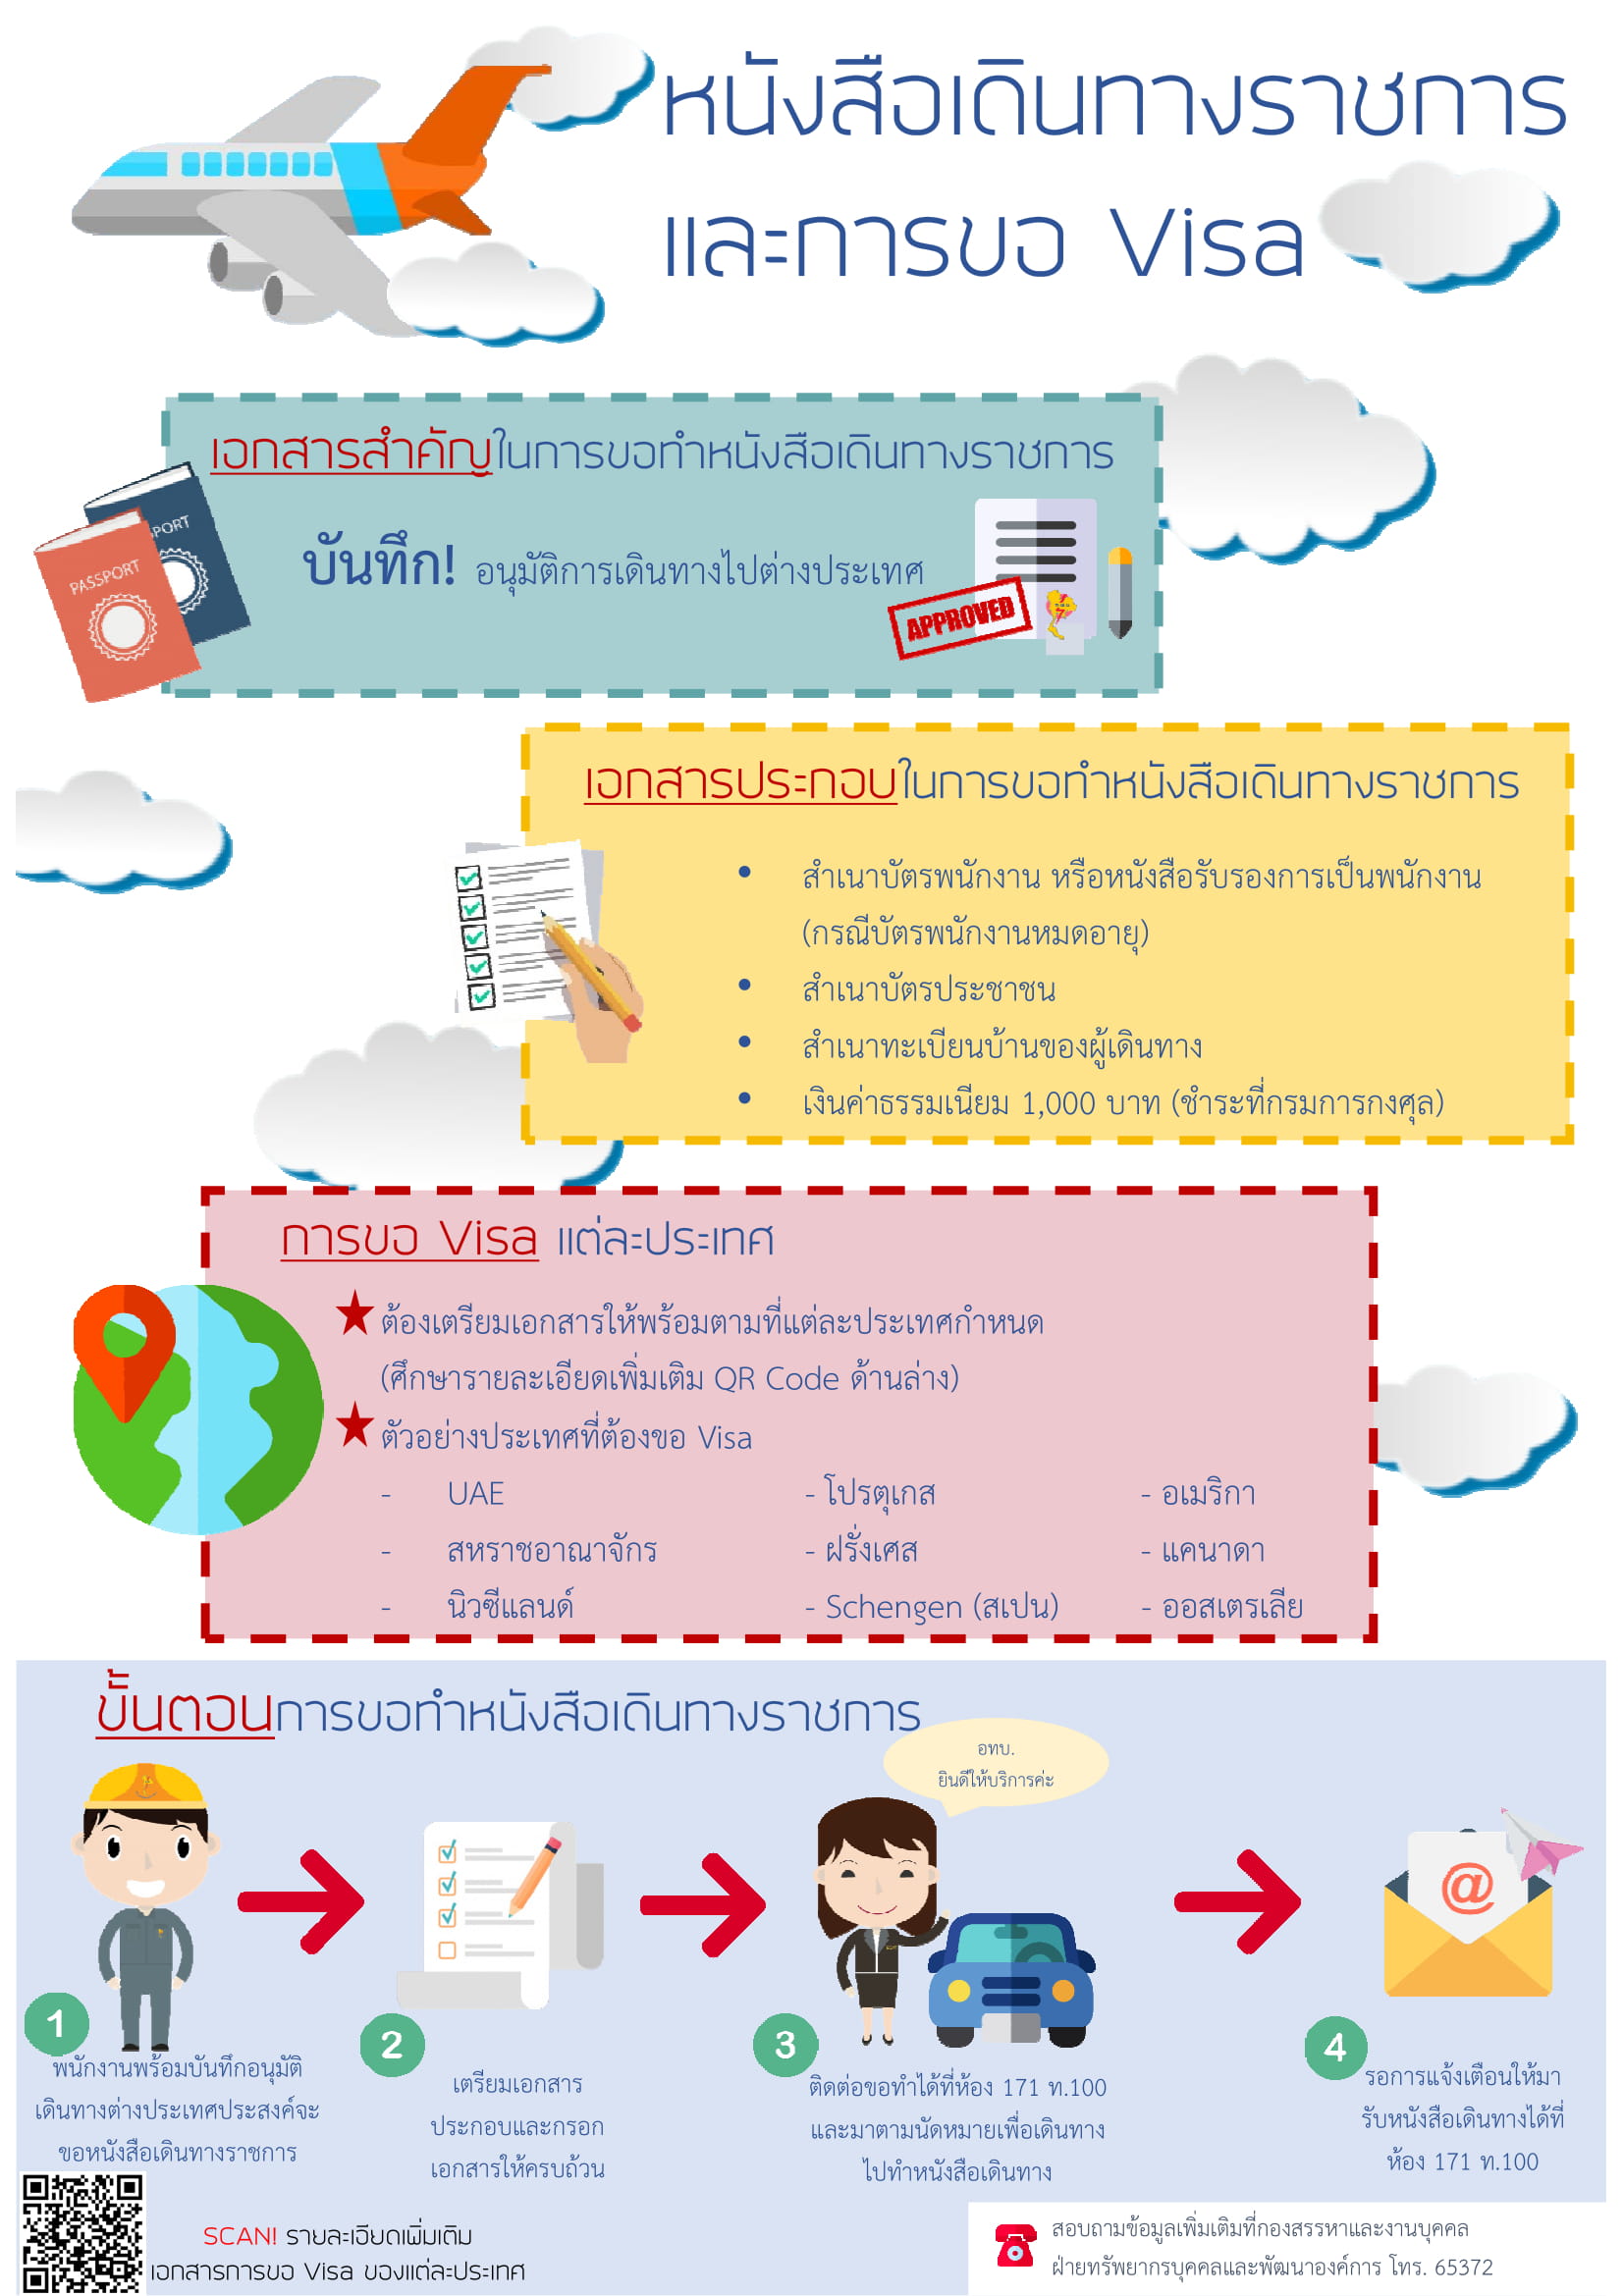 หนังสือเดินทางราชการ
และการขอ Visa
เอกสารสำคัญในการขอทำหนังสือเดินทางราชการ
PORT
PASSPORT
บันทึก! อนุมัติการเดินทางไปต่างประเทศ
APPROVED
เอกสารประกอบในการขอทำหนังสือเดินทางราชการ
• สำเนาบัตรพนักงาน หรือหนังสือรับรองการเป็นพนักงาน
(กรณีบัตรพนักงานหมดอายุ)
• สำเนาบัตรประชาชน
• สำเนาทะเบียนบ้านของผู้เดินทาง
• เงินค่าธรรมเนียม 1,000 บาท (ชำระที่กรมการกงศุล)
การขอ Visa แต่ละประเทศ
ต้องเตรียมเอกสารให้พร้อมตามที่แต่ละประเทศกำหนด
(ศึกษารายละเอียดเพิ่มเติม QR Code ด้านล่าง)
ตัวอย่างประเทศที่ต้องขอ Visa
- UAE - โปรตุเกส - อเมริกา
- สหราชอาณาจักร - ฝรั่งเศส - แคนาดา
- นิวซีแลนด์ - Schengen (สเปน) - ออสเตรเลีย
ขั้นตอนการขอทำหนังสือเดินทางราชการ
อทบ.
ยินดีให้บริการค่ะ
@
1
พนักงานพร้อมบันทึกอนุมัติ
เดินทางต่างประเทศประสงค์จะ
ขอหนังสือเดินทางราชการ
2
เตรียมเอกสาร
ประกอบและกรอก
เอกสารให้ครบถ้วน
3
ติดต่อขอทำได้ที่ห้อง 171 ท.100
และมาตามนัดหมายเพื่อเดินทาง
ไปทำหนังสือเดินทาง
4
รอการแจ้งเตือนให้มา
รับหนังสือเดินทางได้ที่
ห้อง 171 ท.100
SCAN! รายละเอียดเพิ่มเติม
เอกสารการขอ Visa ของแต่ละประเทศ
สอบถามข้อมูลเพิ่มเติมที่กองสรรหาและงานบุคคล
ฝ่ายทรัพยากรบุคคลและพัฒนาองค์การ โทร. 65372